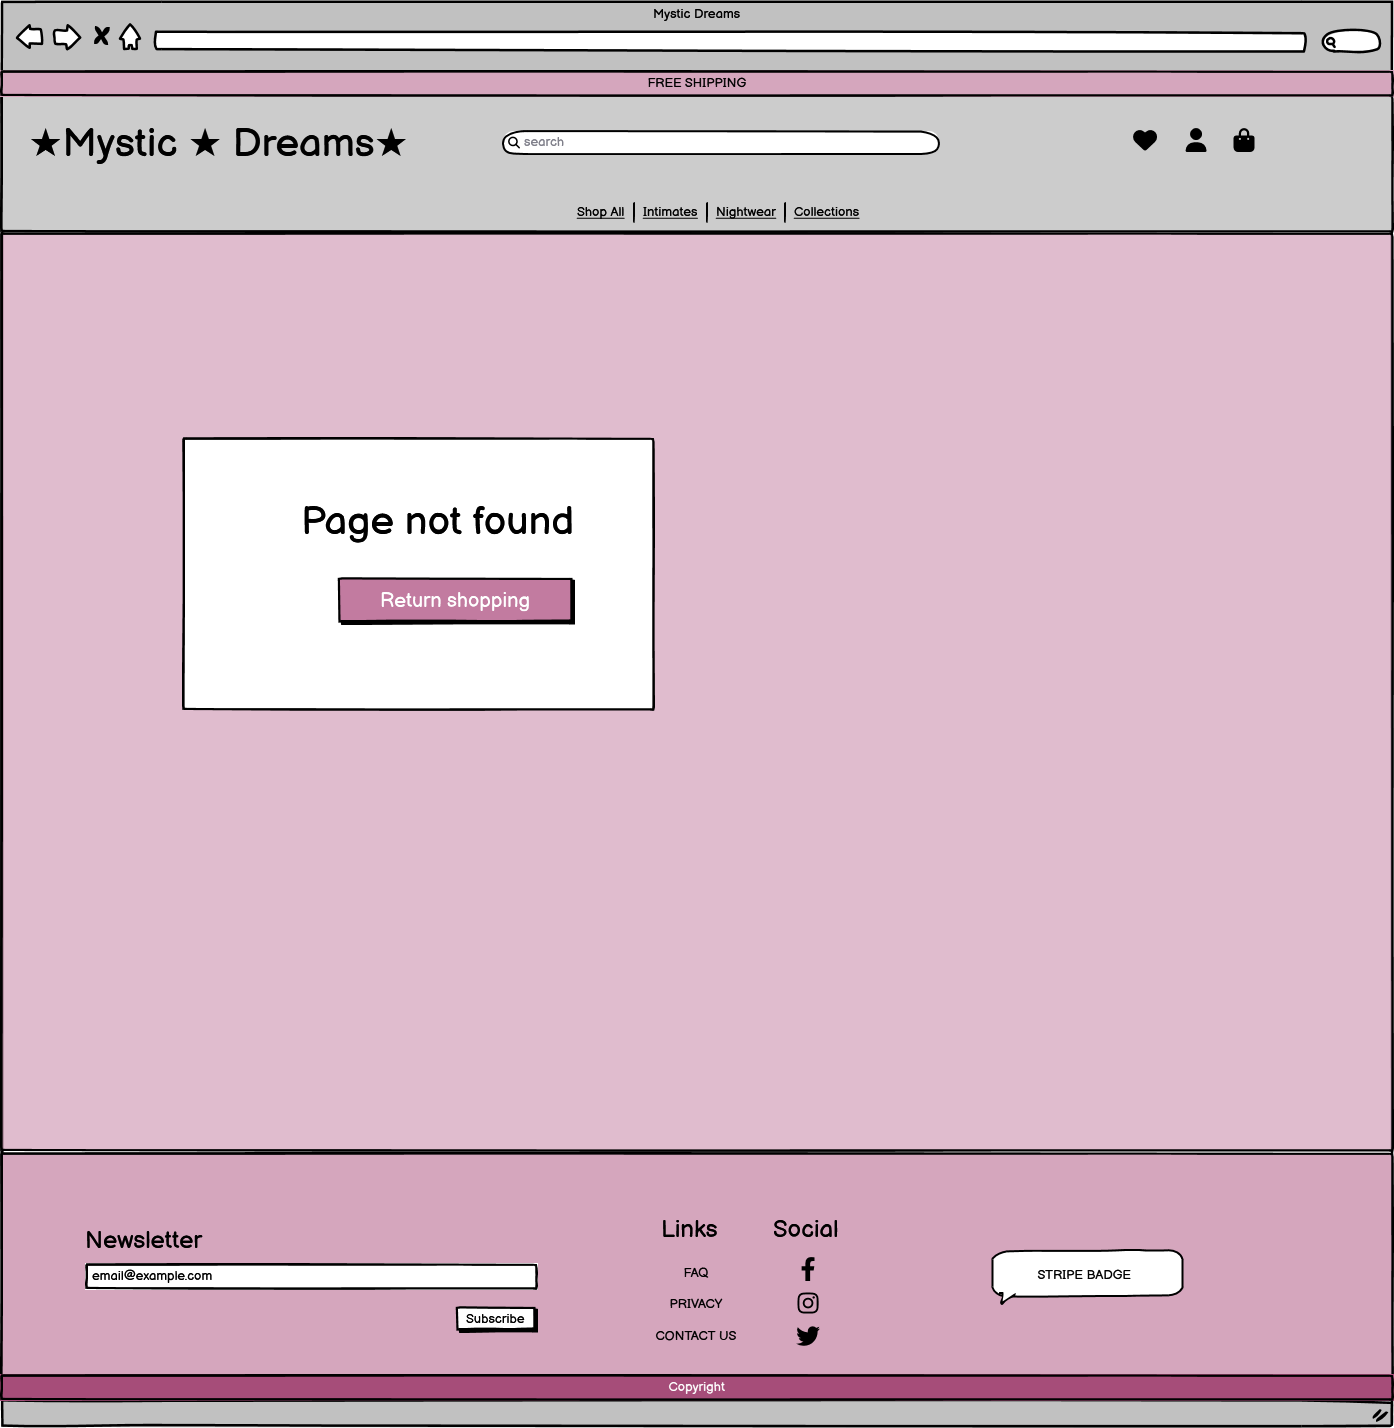 Mystic Dreams
FREE SHIPPING
★Mystic ★ Dreams★
search
Shop All | Intimates | Nightwear | Collections
Page not found
Return shopping
Newsletter
email@example.com
Subscribe
Links
FAQ
PRIVACY
CONTACT US
Social
STRIPE BADGE
Copyright